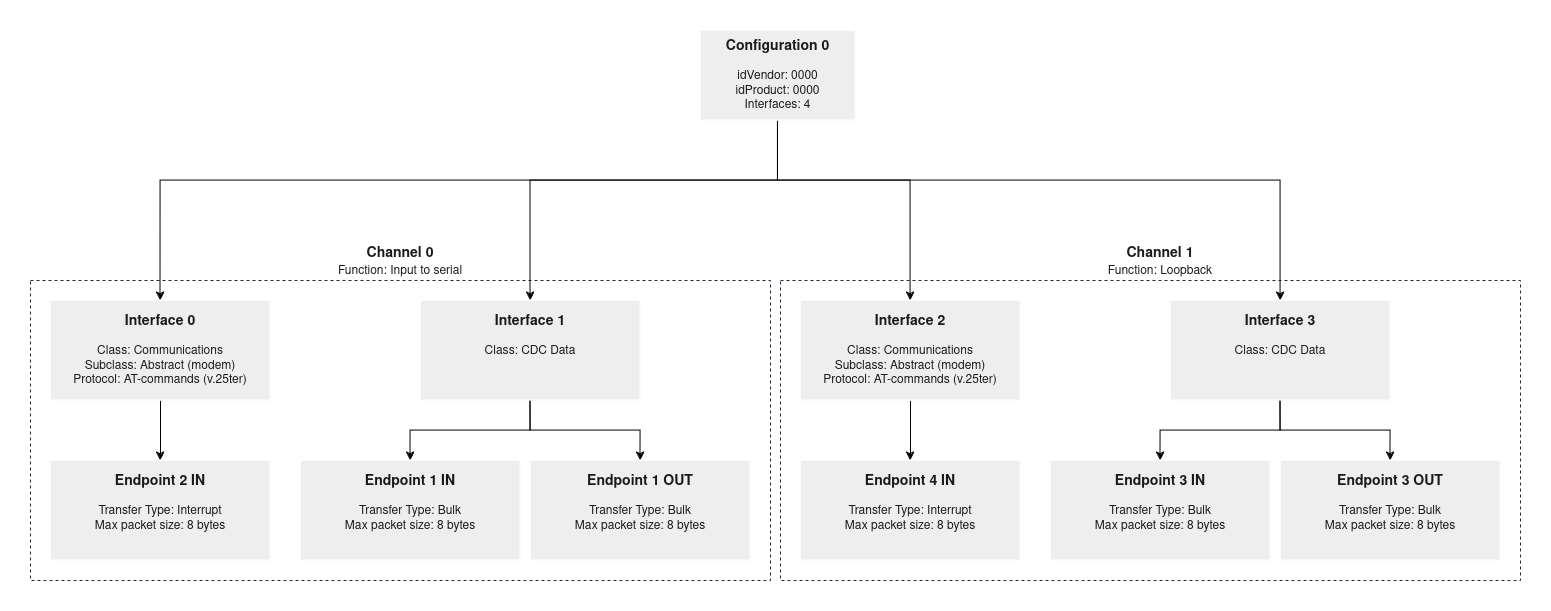 Configuration 0
idVendor: 0000
idProduct: 0000
Interfaces: 4
Channel 0
Function: Input to serial
Channel 1
Function: Loopback
Interface 0
Class: Communications
Subclass: Abstract (modem)
Protocol: AT-commands (v.25ter)
Interface 1
Class: CDC Data
Interface 2
Class: Communications
Subclass: Abstract (modem)
Protocol: AT-commands (v.25ter)
Interface 3
Class: CDC Data
Endpoint 2 IN
Transfer Type: Interrupt
Max packet size: 8 bytes
Endpoint 1 IN
Transfer Type: Bulk
Max packet size: 8 bytes
Endpoint 1 OUT
Transfer Type: Bulk
Max packet size: 8 bytes
Endpoint 4 IN
Transfer Type: Interrupt
Max packet size: 8 bytes
Endpoint 3 IN
Transfer Type: Bulk
Max packet size: 8 bytes
Endpoint 3 OUT
Transfer Type: Bulk
Max packet size: 8 bytes